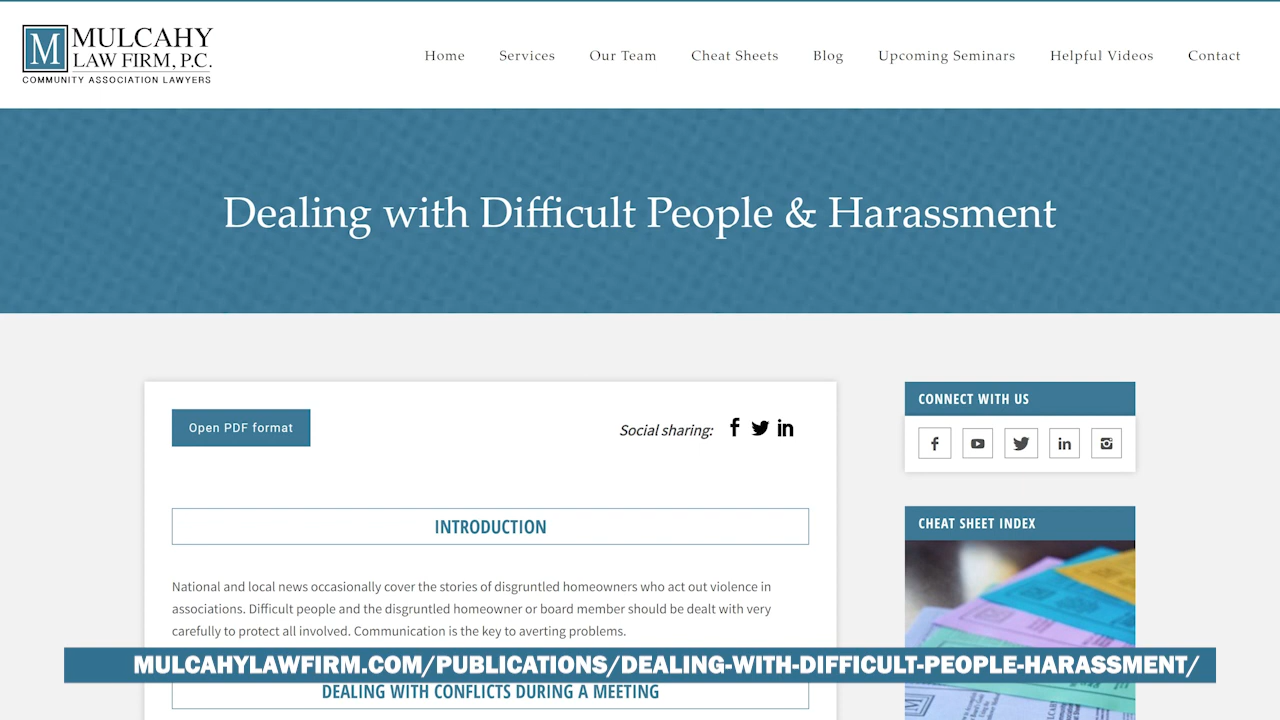 M MULCAHY
LAW FIRM, P.C.
COMMUNITY ASSOCIATION LAWYERS
Home Services Our Team Cheat Sheets Blog Upcoming Seminars Helpful Videos Contact
Dealing with Difficult People & Harassment
Open PDF format
Social sharing:
INTRODUCTION
National and local news occasionally cover the stories of disgruntled homeowners who act out violence in
associations. Difficult people and the disgruntled homeowner or board member should be dealt with very
carefully to protect all involved. Communication is the key to averting problems.
DEALING WITH CONFLICTS DURING A MEETING
CONNECT WITH US
CHEAT SHEET INDEX
MULCAHYLAWFIRM.COM/PUBLICATIONS/DEALING-WITH-DIFFICULT-PEOPLE-HARASSMENT/